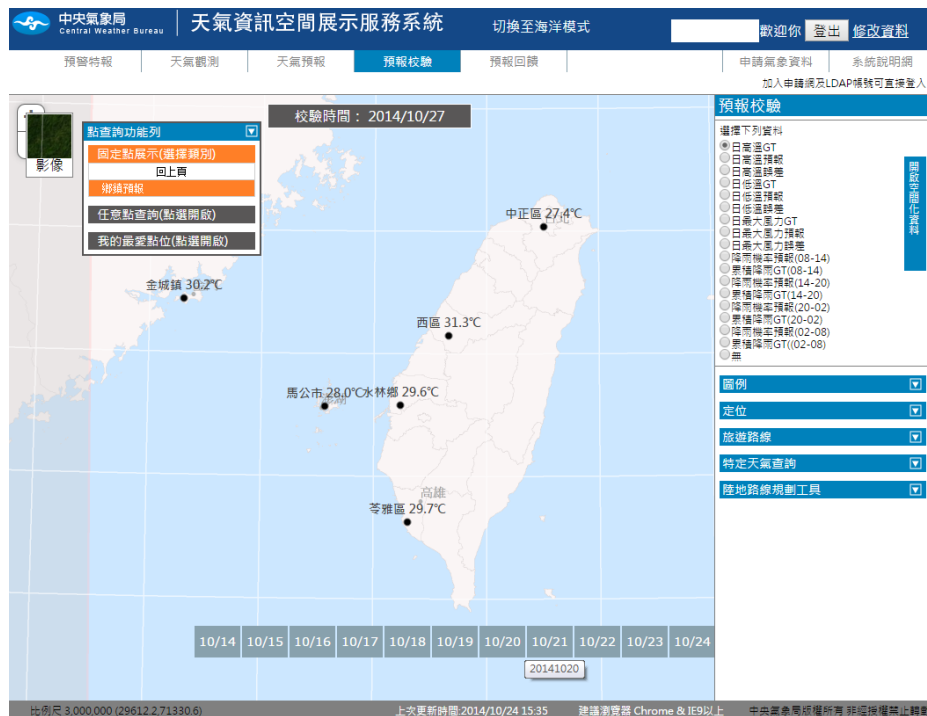 中央氣象局
Central Weather Bureau
天氣資訊空間展示服務系統
切換至海洋模式
歡迎你 登出 修改資料
預警特報 天氣觀測 天氣預報 預報校驗 預報回饋 申請氣象資料 系統說明網
加入申請網及LDAP帳號可直接登入
校驗時間： 2014/10/27
影像
點查詢功能列
固定點展示(選擇類別)
回上頁
鄉鎮預報
任意點查詢(點選開啟)
我的最愛點位(點選開啟)
中正區 27.4℃
金城鎮 30.2℃
西區 31.3℃
馬公市 28.0℃
水林鄉 29.6℃
高雄
苓雅區 29.7℃
10/14 10/15 10/16 10/17 10/18 10/19 10/20 10/21 10/22 10/23 10/24
20141020
預報校驗
選擇下列資料
日高溫GT
日高溫預報
日高溫誤差
日低溫GT
日低溫預報
日低溫誤差
日最大風力GT
日最大風力預報
日最大風力誤差
降雨機率預報(08-14)
累積降雨GT(08-14)
降雨機率預報(14-20)
累積降雨GT(14-20)
降雨機率預報(20-02)
累積降雨GT(20-02)
降雨機率預報(02-08)
累積降雨GT((02-08)
無
開啟空間化資料
圖例
定位
旅遊路線
特定天氣查詢
陸地路線規劃工具
比例尺 3,000,000 (29612.2,71330.6)
上次更新時間:2014/10/24 15:35
建議瀏覽器 Chrome & IE9以上
中央氣象局版權所有 非經授權禁止轉